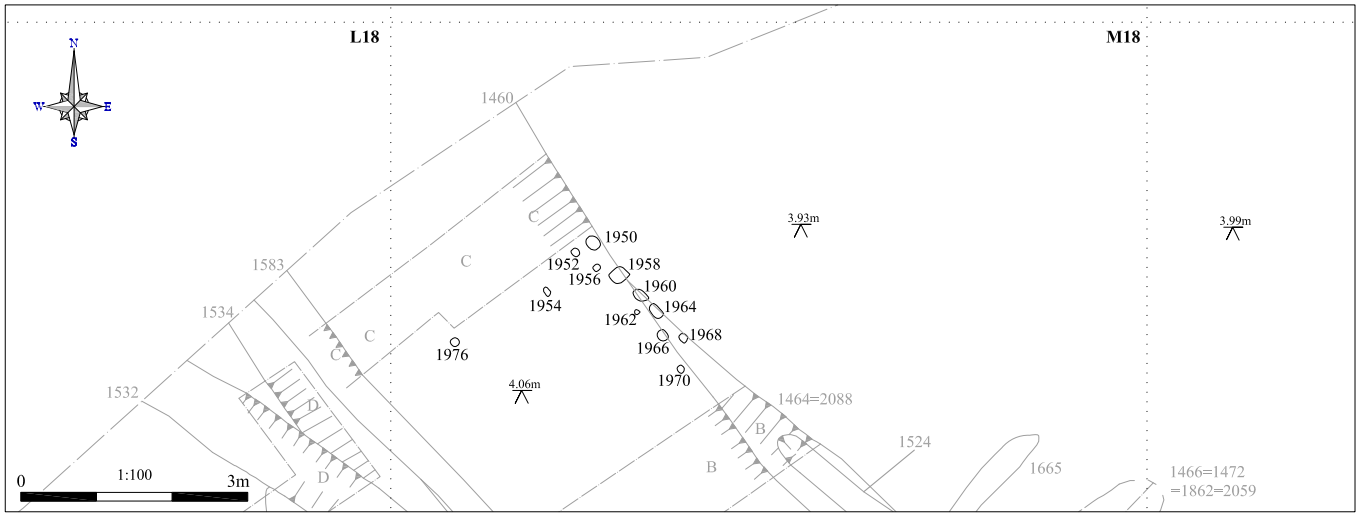 L18
M18
N
W E
S
1460
3.93m
3.99m
C
1950
1952
1958
C
1583
1956
1960
1954
1964
1534
1962
C
1968
1966
C
1976
1970
4.06m
1532
1464=2088
D
B
1524
B
1665
D
1466=1472
=1862=2059
0 1:100 3m